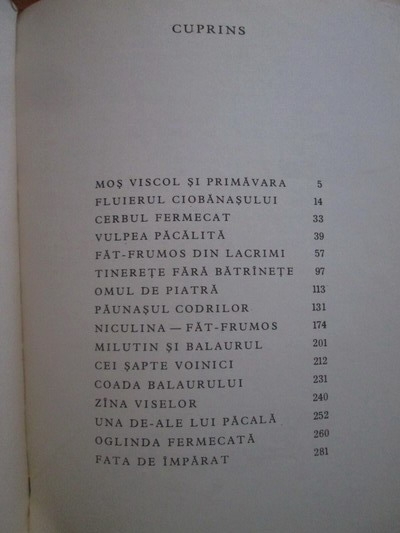 CUPRINS
MOȘ VISCOL ȘI PRIMĂVARA 5
FLUIERUL CIOBĂNAȘULUI 14
CERBUL FERMECAT 33
VULPEA PĂCĂLITĂ 39
FĂT-FRUMOS DIN LACRIMI 57
TINEREȚE FĂRĂ BĂTRÎNEȚE 97
OMUL DE PIATRĂ 113
PĂUNAȘUL CODRILOR 131
NICULINA — FĂT-FRUMOS 174
MILUTIN ȘI BALAURUL 201
CEI ȘAPTE VOINICI 212
COADA BALAURULUI 231
ZÎNA VISELOR 240
UNA DE-ALE LUI PĂCALĂ 252
OGLINDA FERMECATĂ 260
FATA DE ÎMPĂRAT 281